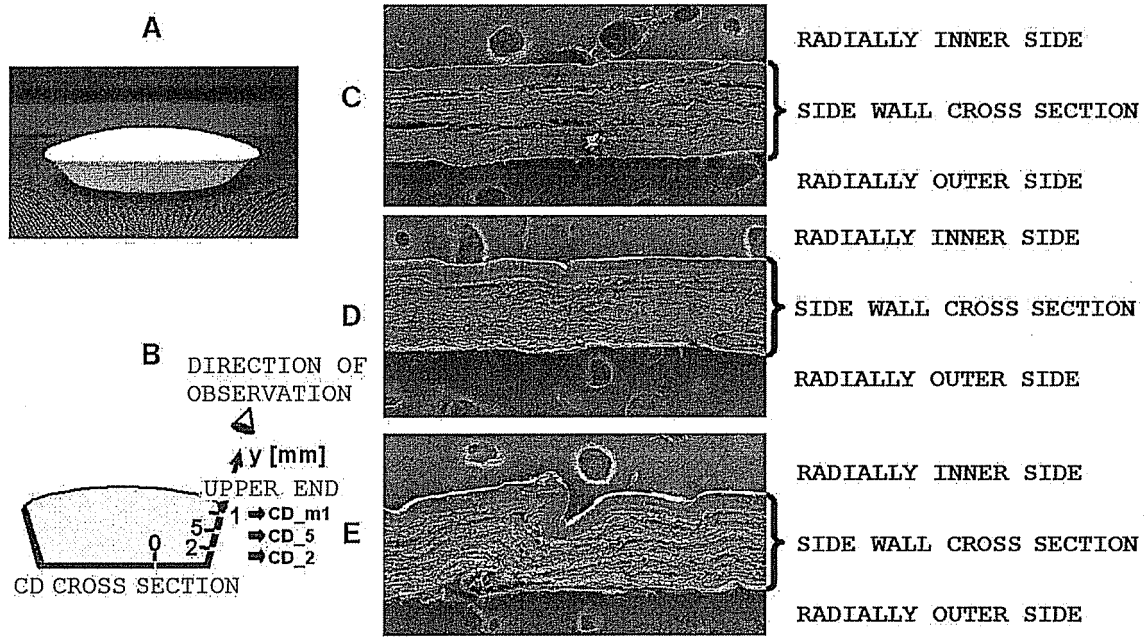 A
B
DIRECTION OF
OBSERVATION
y [mm]
UPPER END
1 ⇒ CD_m1
5 ⇒ CD_5
0 2 ⇒ CD_2
CD CROSS SECTION
C
RADIALLY INNER SIDE
SIDE WALL CROSS SECTION
RADIALLY OUTER SIDE
D
RADIALLY INNER SIDE
SIDE WALL CROSS SECTION
RADIALLY OUTER SIDE
E
RADIALLY INNER SIDE
SIDE WALL CROSS SECTION
RADIALLY OUTER SIDE